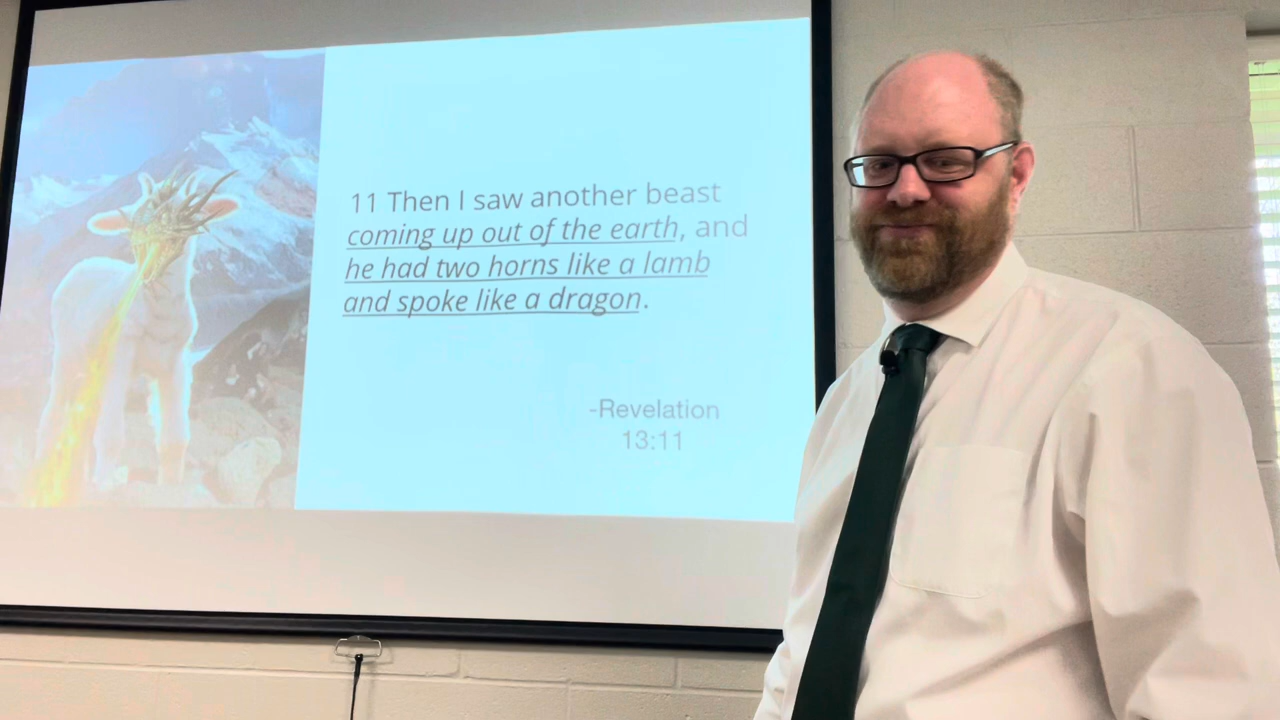 11 Then I saw another beast
coming up out of the earth, and
he had two horns like a lamb
and spoke like a dragon.
-Revelation
13:11